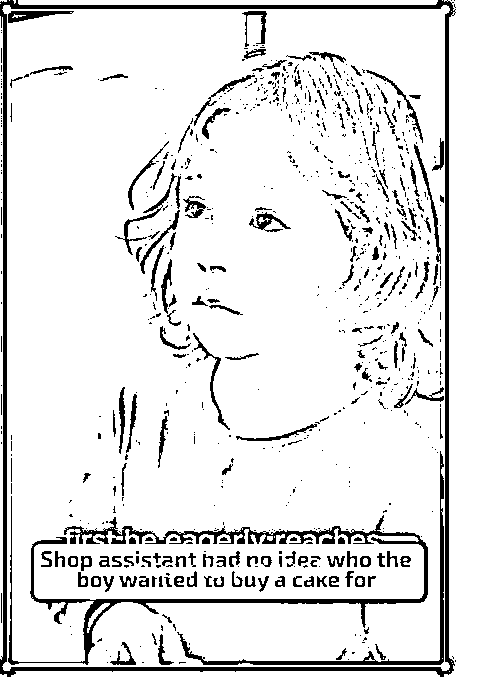 first he eagerly reaches
Shop assistant had no idea who the
boy wanted to buy a cake for